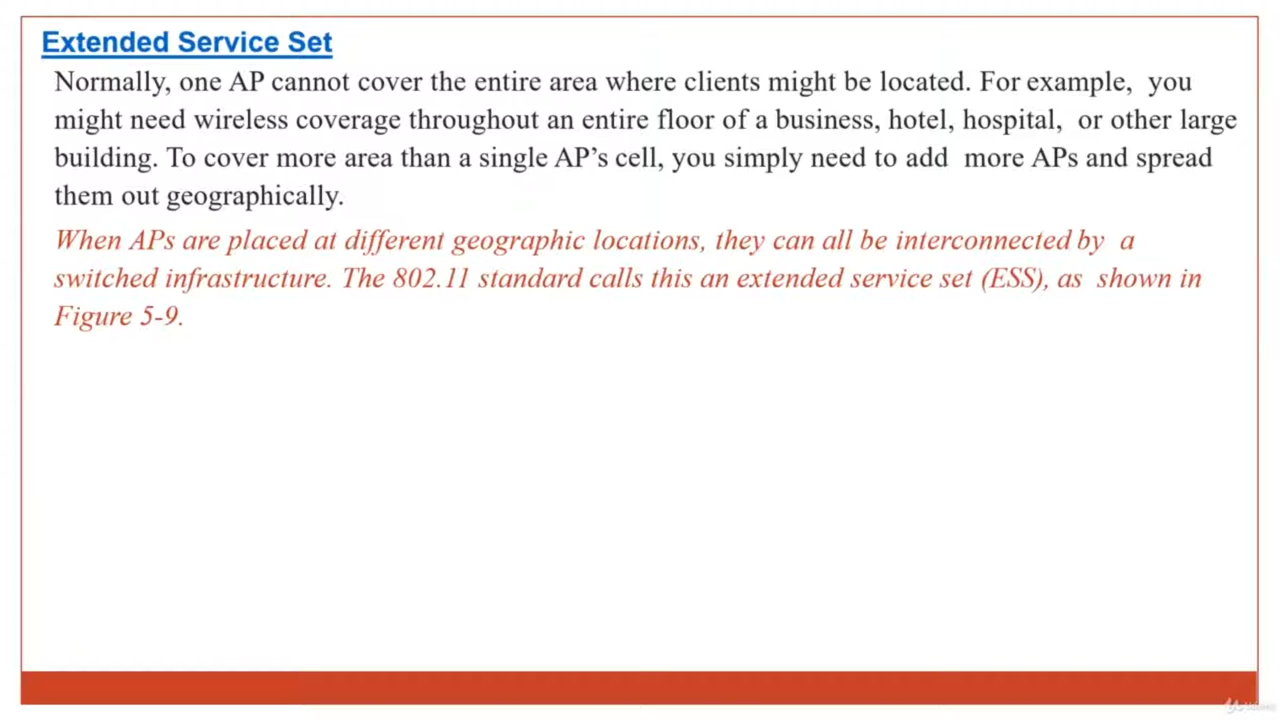 Extended Service Set
Normally, one AP cannot cover the entire area where clients might be located. For example, you
might need wireless coverage throughout an entire floor of a business, hotel, hospital, or other large
building. To cover more area than a single AP’s cell, you simply need to add more APs and spread
them out geographically.
When APs are placed at different geographic locations, they can all be interconnected by a
switched infrastructure. The 802.11 standard calls this an extended service set (ESS), as shown in
Figure 5-9.